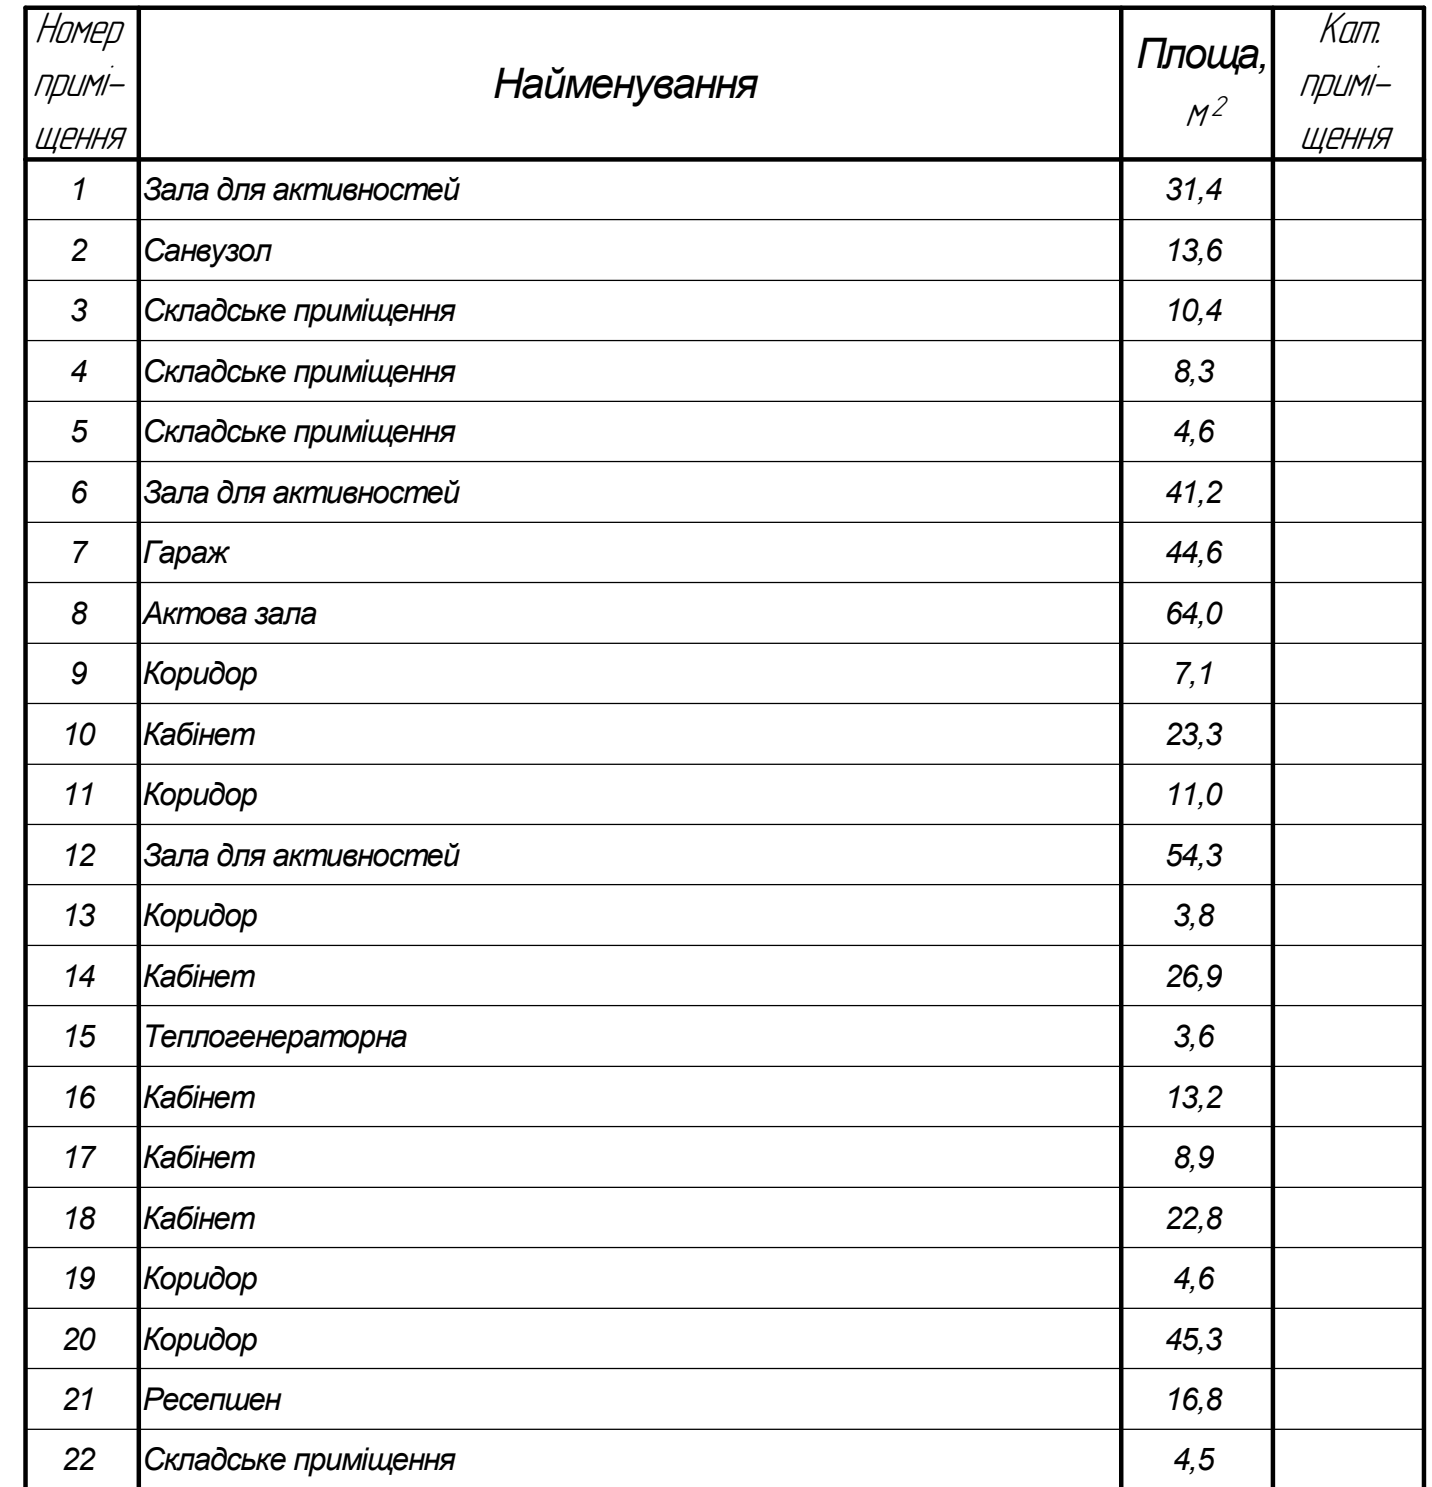 Номер
примі–
щення
Найменування
Площа,
м²
Кат.
примі–
щення
1 Зала для активностей 31,4
2 Санвузол 13,6
3 Складське приміщення 10,4
4 Складське приміщення 8,3
5 Складське приміщення 4,6
6 Зала для активностей 41,2
7 Гараж 44,6
8 Актова зала 64,0
9 Коридор 7,1
10 Кабінет 23,3
11 Коридор 11,0
12 Зала для активностей 54,3
13 Коридор 3,8
14 Кабінет 26,9
15 Теплогенераторна 3,6
16 Кабінет 13,2
17 Кабінет 8,9
18 Кабінет 22,8
19 Коридор 4,6
20 Коридор 45,3
21 Ресепшен 16,8
22 Складське приміщення 4,5